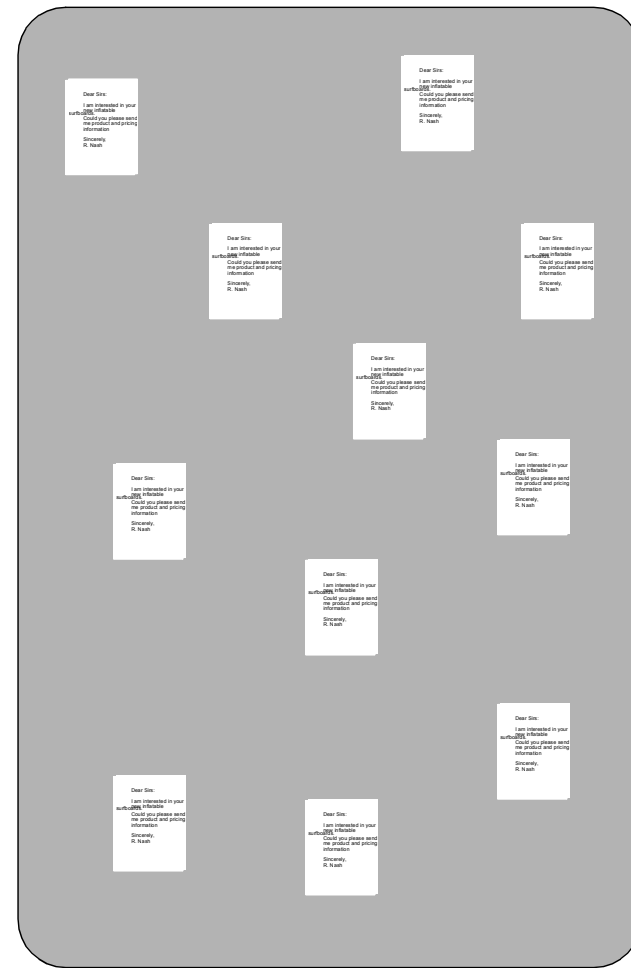 Dear Sirs:
I am interested in your
new inflatable
surfboards.
Could you please send
me product and pricing
information
Sincerely,
R. Nash
Dear Sirs:
I am interested in your
new inflatable
surfboards.
Could you please send
me product and pricing
information
Sincerely,
R. Nash
Dear Sirs:
I am interested in your
new inflatable
surfboards.
Could you please send
me product and pricing
information
Sincerely,
R. Nash
Dear Sirs:
I am interested in your
new inflatable
surfboards.
Could you please send
me product and pricing
information
Sincerely,
R. Nash
Dear Sirs:
I am interested in your
new inflatable
surfboards.
Could you please send
me product and pricing
information
Sincerely,
R. Nash
Dear Sirs:
I am interested in your
new inflatable
surfboards.
Could you please send
me product and pricing
information
Sincerely,
R. Nash
Dear Sirs:
I am interested in your
new inflatable
surfboards.
Could you please send
me product and pricing
information
Sincerely,
R. Nash
Dear Sirs:
I am interested in your
new inflatable
surfboards.
Could you please send
me product and pricing
information
Sincerely,
R. Nash
Dear Sirs:
I am interested in your
new inflatable
surfboards.
Could you please send
me product and pricing
information
Sincerely,
R. Nash
Dear Sirs:
I am interested in your
new inflatable
surfboards.
Could you please send
me product and pricing
information
Sincerely,
R. Nash
Dear Sirs:
I am interested in your
new inflatable
surfboards.
Could you please send
me product and pricing
information
Sincerely,
R. Nash